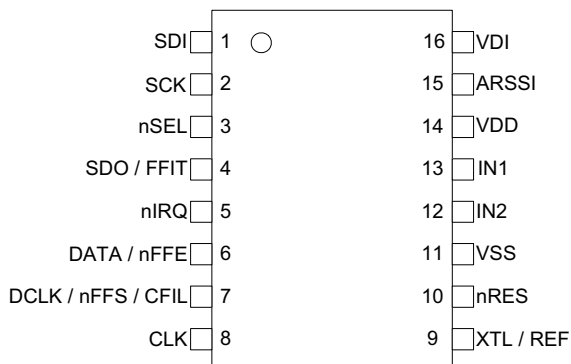 SDI 1 16 VDI
SCK 2 15 ARSSI
nSEL 3 14 VDD
SDO / FFIT 4 13 IN1
nIRQ 5 12 IN2
DATA / nFFE 6 11 VSS
DCLK / nFFS / CFIL 7 10 nRES
CLK 8 9 XTL / REF